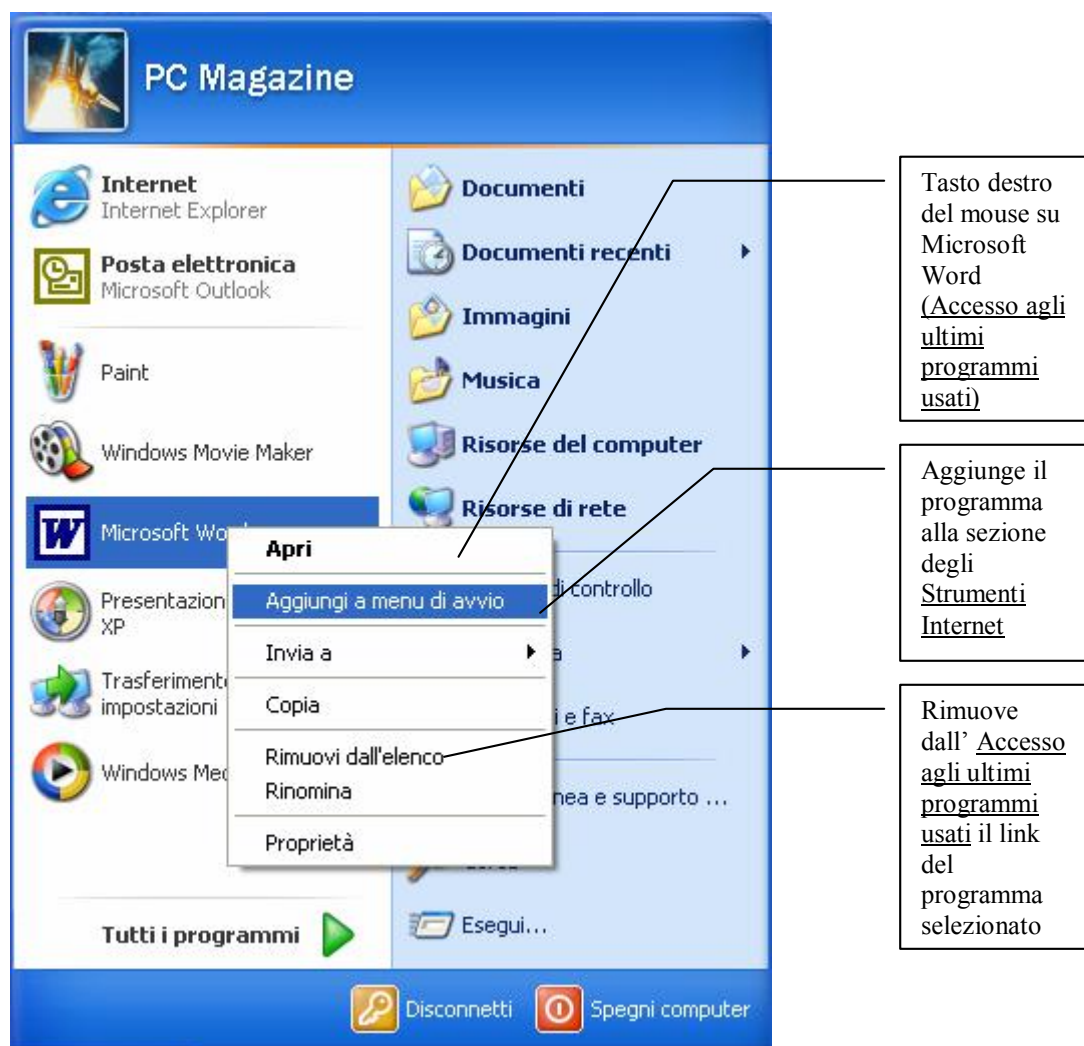 PC Magazine
Internet
Internet Explorer
Posta elettronica
Microsoft Outlook
Paint
Windows Movie Maker
Microsoft Wo
Presentazion
XP
Trasferimento
impostazioni
Windows Med
Tutti i programmi
Documenti
Documenti recenti
Immagini
Musica
Risorse del computer
Risorse di rete
di controllo
a
i e fax
nea e supporto ...
Esegui...
Apri
Aggiungi a menu di avvio
Invia a
Copia
Rimuovi dall'elenco
Rinomina
Proprietà
Disconnetti
Spegni computer
Tasto destro
del mouse su
Microsoft
Word
(Accesso agli
ultimi
programmi
usati)
Aggiunge il
programma
alla sezione
degli
Strumenti
Internet
Rimuove
dall' Accesso
agli ultimi
programmi
usati il link
del
programma
selezionato